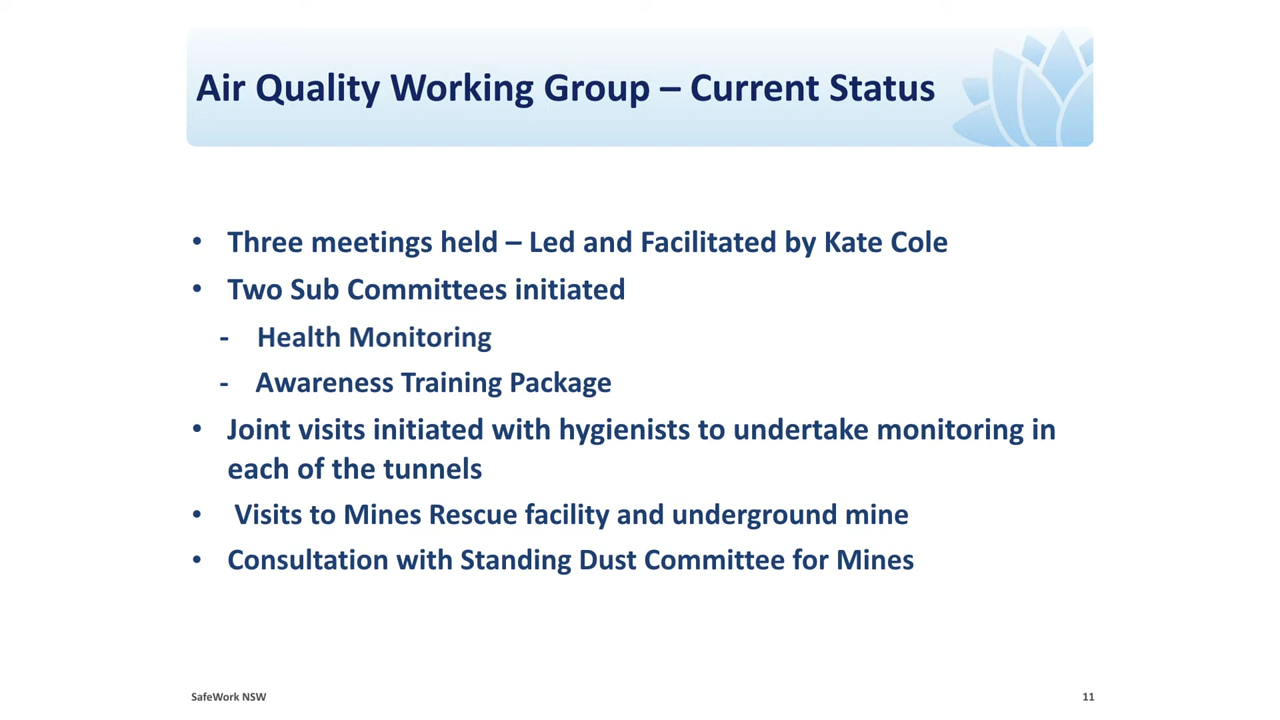 Air Quality Working Group – Current Status
• Three meetings held – Led and Facilitated by Kate Cole
• Two Sub Committees initiated
- Health Monitoring
- Awareness Training Package
• Joint visits initiated with hygienists to undertake monitoring in
each of the tunnels
• Visits to Mines Rescue facility and underground mine
• Consultation with Standing Dust Committee for Mines
SafeWork NSW
11